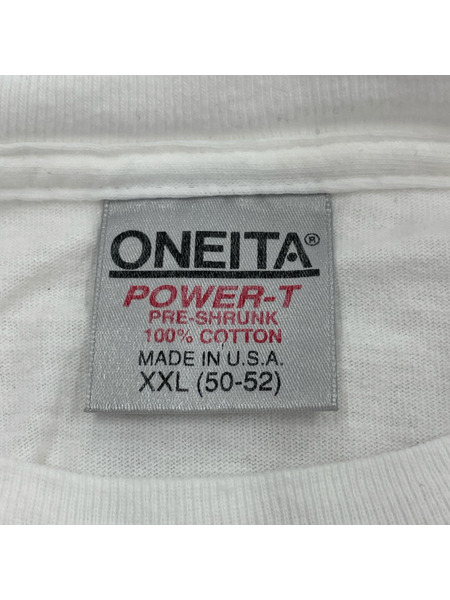 ONEITA®
POWER-T
PRE-SHRUNK
100% COTTON
MADE IN U.S.A.
XXL (50-52)